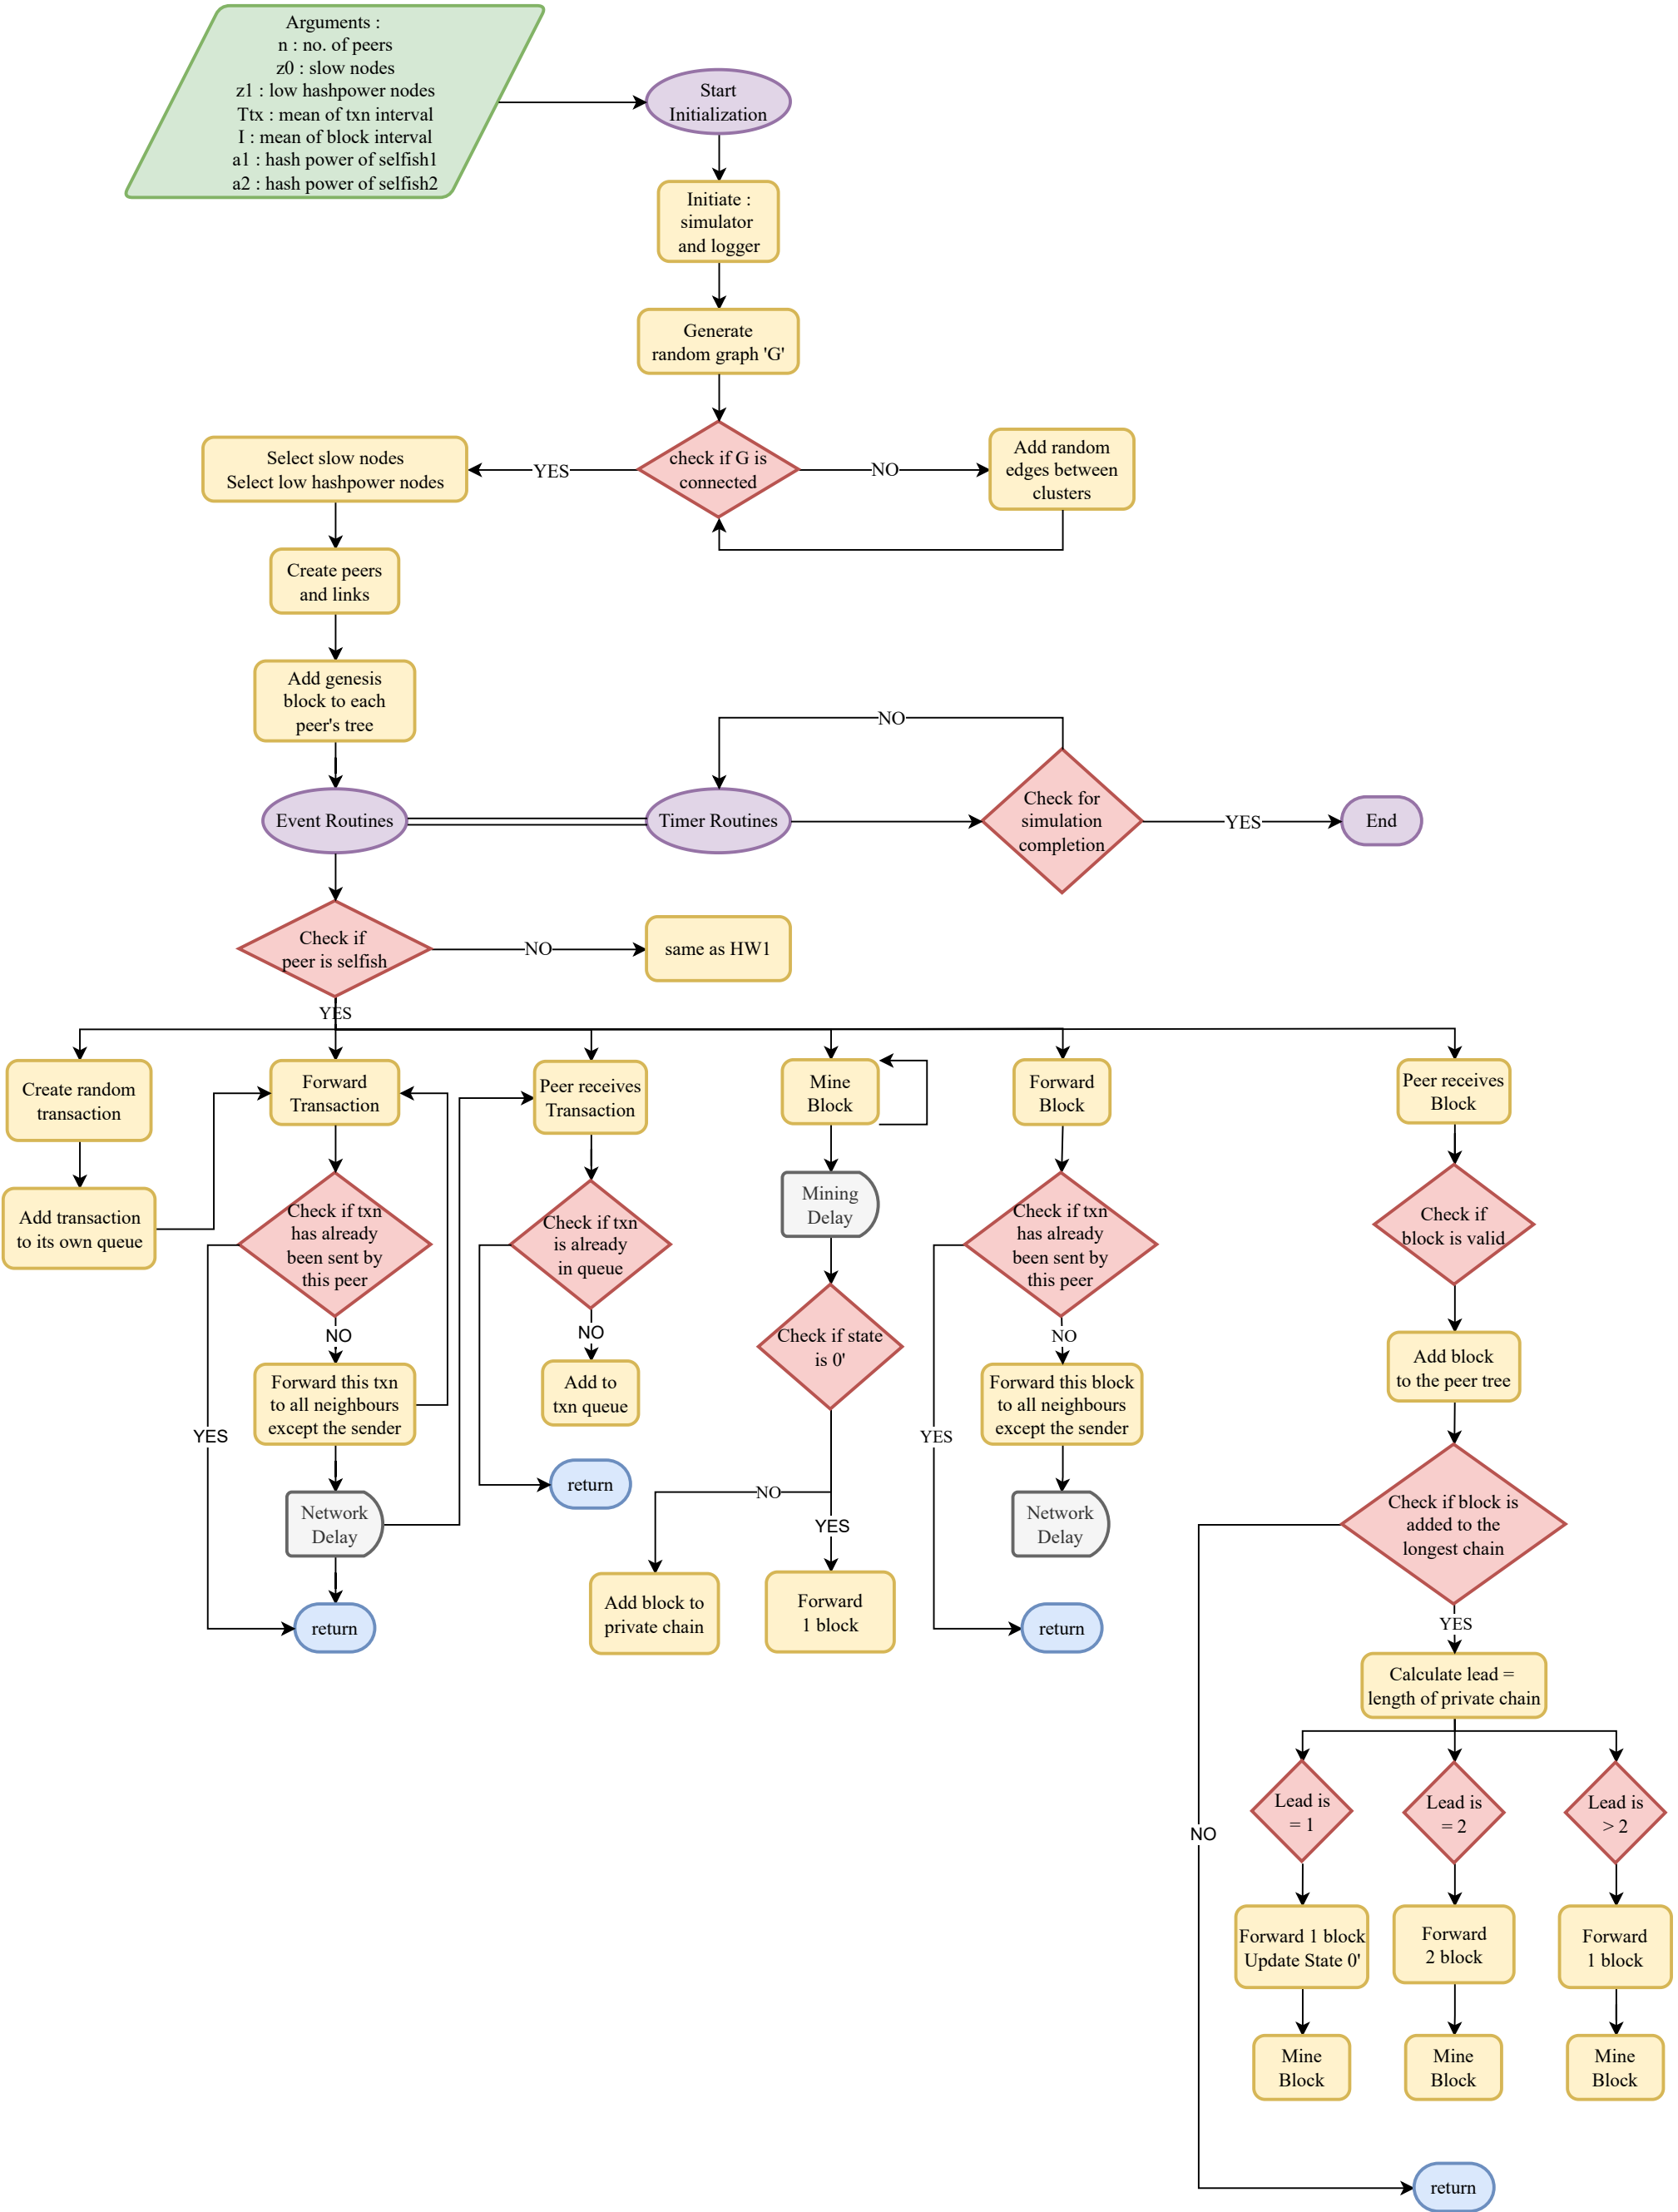 Arguments :
n : no. of peers
z0 : slow nodes
z1 : low hashpower nodes
Ttx : mean of txn interval
I : mean of block interval
a1 : hash power of selfish1
a2 : hash power of selfish2
Start
Initialization
Initiate :
simulator
and logger
Generate
random graph 'G'
check if G is
connected
YES
NO
Select slow nodes
Select low hashpower nodes
Add random
edges between
clusters
Create peers
and links
Add genesis
block to each
peer's tree
NO
Event Routines
Timer Routines
Check for
simulation
completion
YES
End
Check if
peer is selfish
NO
same as HW1
YES
Create random
transaction
Add transaction
to its own queue
Forward
Transaction
Check if txn
has already
been sent by
this peer
NO
YES
Forward this txn
to all neighbours
except the sender
Network
Delay
return
Peer receives
Transaction
Check if txn
is already
in queue
NO
Add to
txn queue
return
Mine
Block
Mining
Delay
Check if state
is 0'
NO
YES
Add block to
private chain
Forward
1 block
Forward
Block
Check if txn
has already
been sent by
this peer
NO
YES
Forward this block
to all neighbours
except the sender
Network
Delay
return
Peer receives
Block
Check if
block is valid
Add block
to the peer tree
Check if block is
added to the
longest chain
YES
NO
Calculate lead =
length of private chain
Lead is
= 1
Lead is
= 2
Lead is
> 2
Forward 1 block
Update State 0'
Forward
2 block
Forward
1 block
Mine
Block
Mine
Block
Mine
Block
return